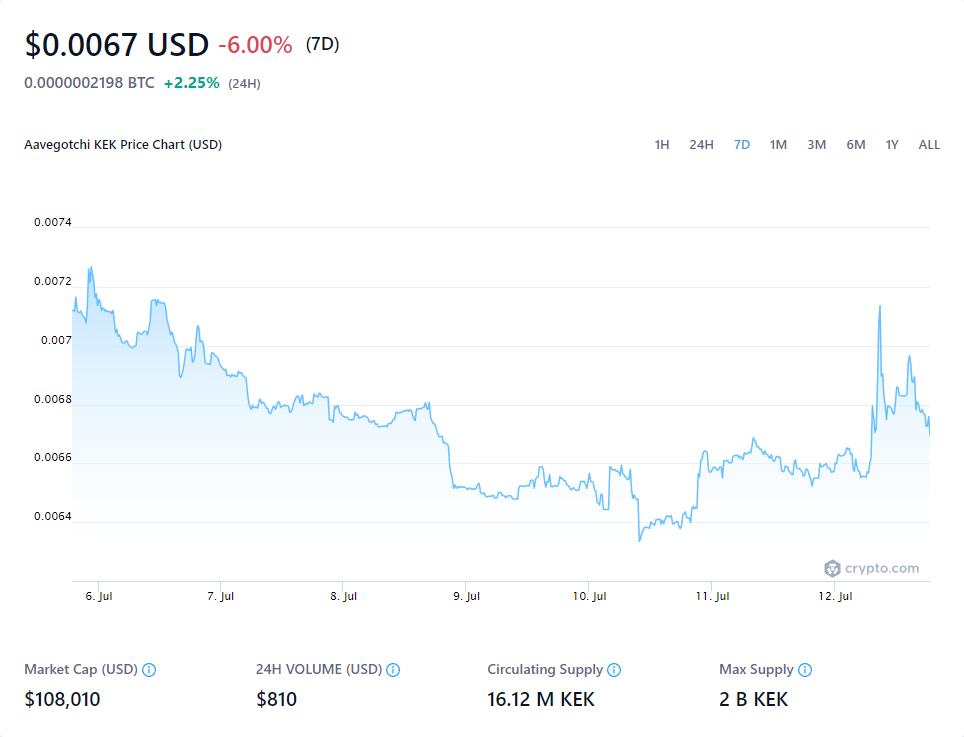 $0.0067 USD -6.00% (7D)
0.0000002198 BTC +2.25% (24H)
Aavegotchi KEK Price Chart (USD)
1H 24H 7D 1M 3M 6M 1Y ALL
0.0074
0.0072
0.007
0.0068
0.0066
0.0064
crypto.com
6. Jul 7. Jul 8. Jul 9. Jul 10. Jul 11. Jul 12. Jul
Market Cap (USD) 24H VOLUME (USD) Circulating Supply Max Supply
$108,010 $810 16.12 M KEK 2 B KEK